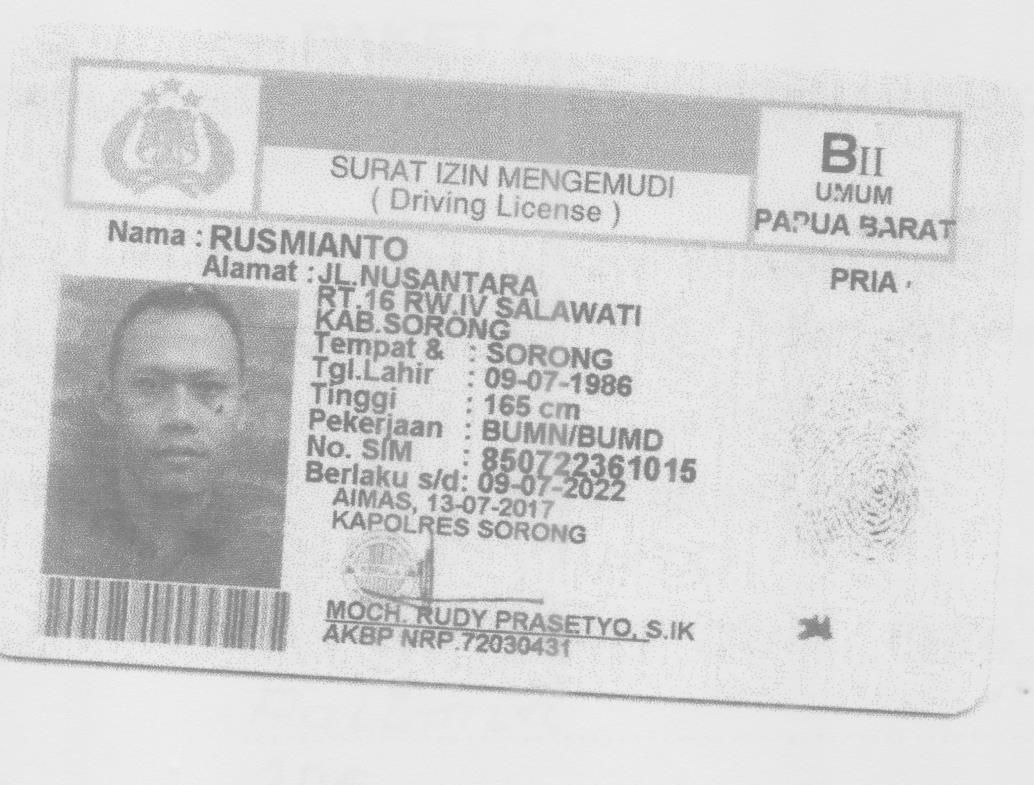 SURAT IZIN MENGEMUDI
( Driving License )
BII
UMUM
PAPUA BARAT
PRIA
Nama : RUSMIANTO
Alamat : JL.NUSANTARA
RT.16 RW.IV SALAWATI
KAB.SORONG
Tempat & : SORONG
Tgl.Lahir : 09-07-1986
Tinggi : 165 cm
Pekerjaan : BUMN/BUMD
No. SIM : 850722361015
Berlaku s/d: 09-07-2022
AIMAS, 13-07-2017
KAPOLRES SORONG
MOCH. RUDY PRASETYO, S.IK
AKBP NRP.72030431